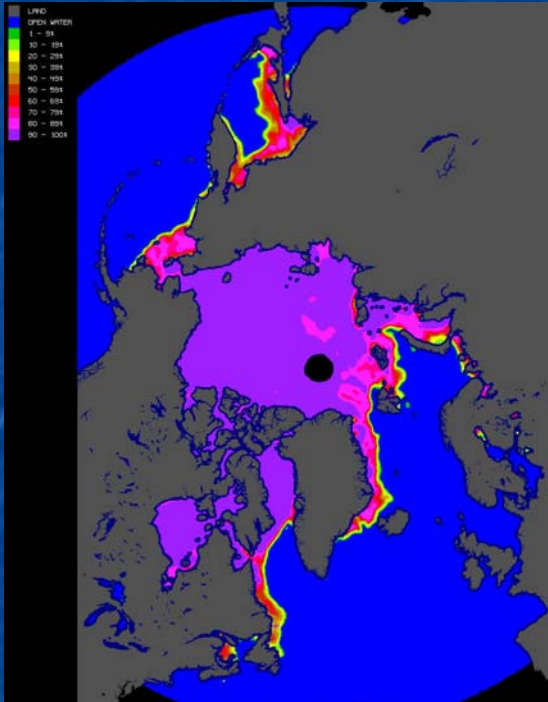 LAND
OPEN WATER
1 - 9%
10 - 19%
20 - 29%
30 - 39%
40 - 49%
50 - 59%
60 - 69%
70 - 79%
80 - 89%
90 - 100%